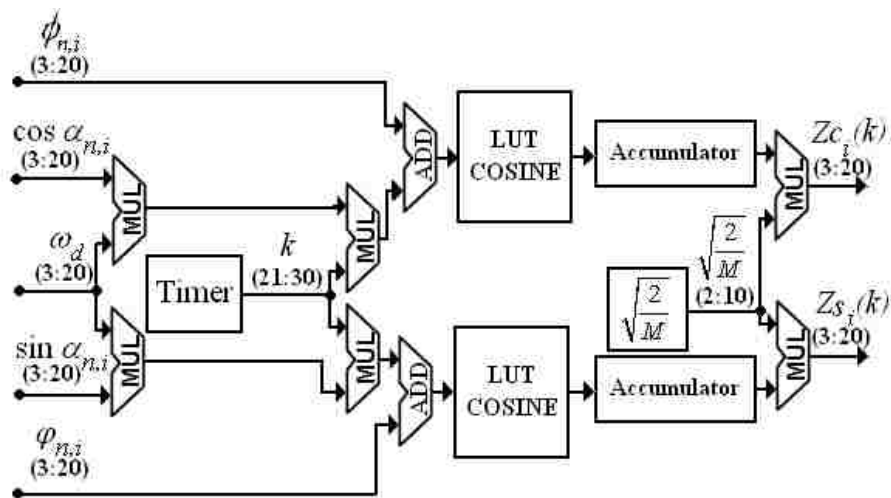 ϕn,i
(3:20)
cos αn,i
(3:20)
MUL
ωd
(3:20)
sin αn,i
(3:20)
MUL
φn,i
(3:20)
Timer
k
(21:30)
MUL
MUL
ADD
ADD
LUT
COSINE
LUT
COSINE
Accumulator
Accumulator
√2/M
√2/M
(2:10)
MUL
MUL
Zci(k)
(3:20)
Zsi(k)
(3:20)